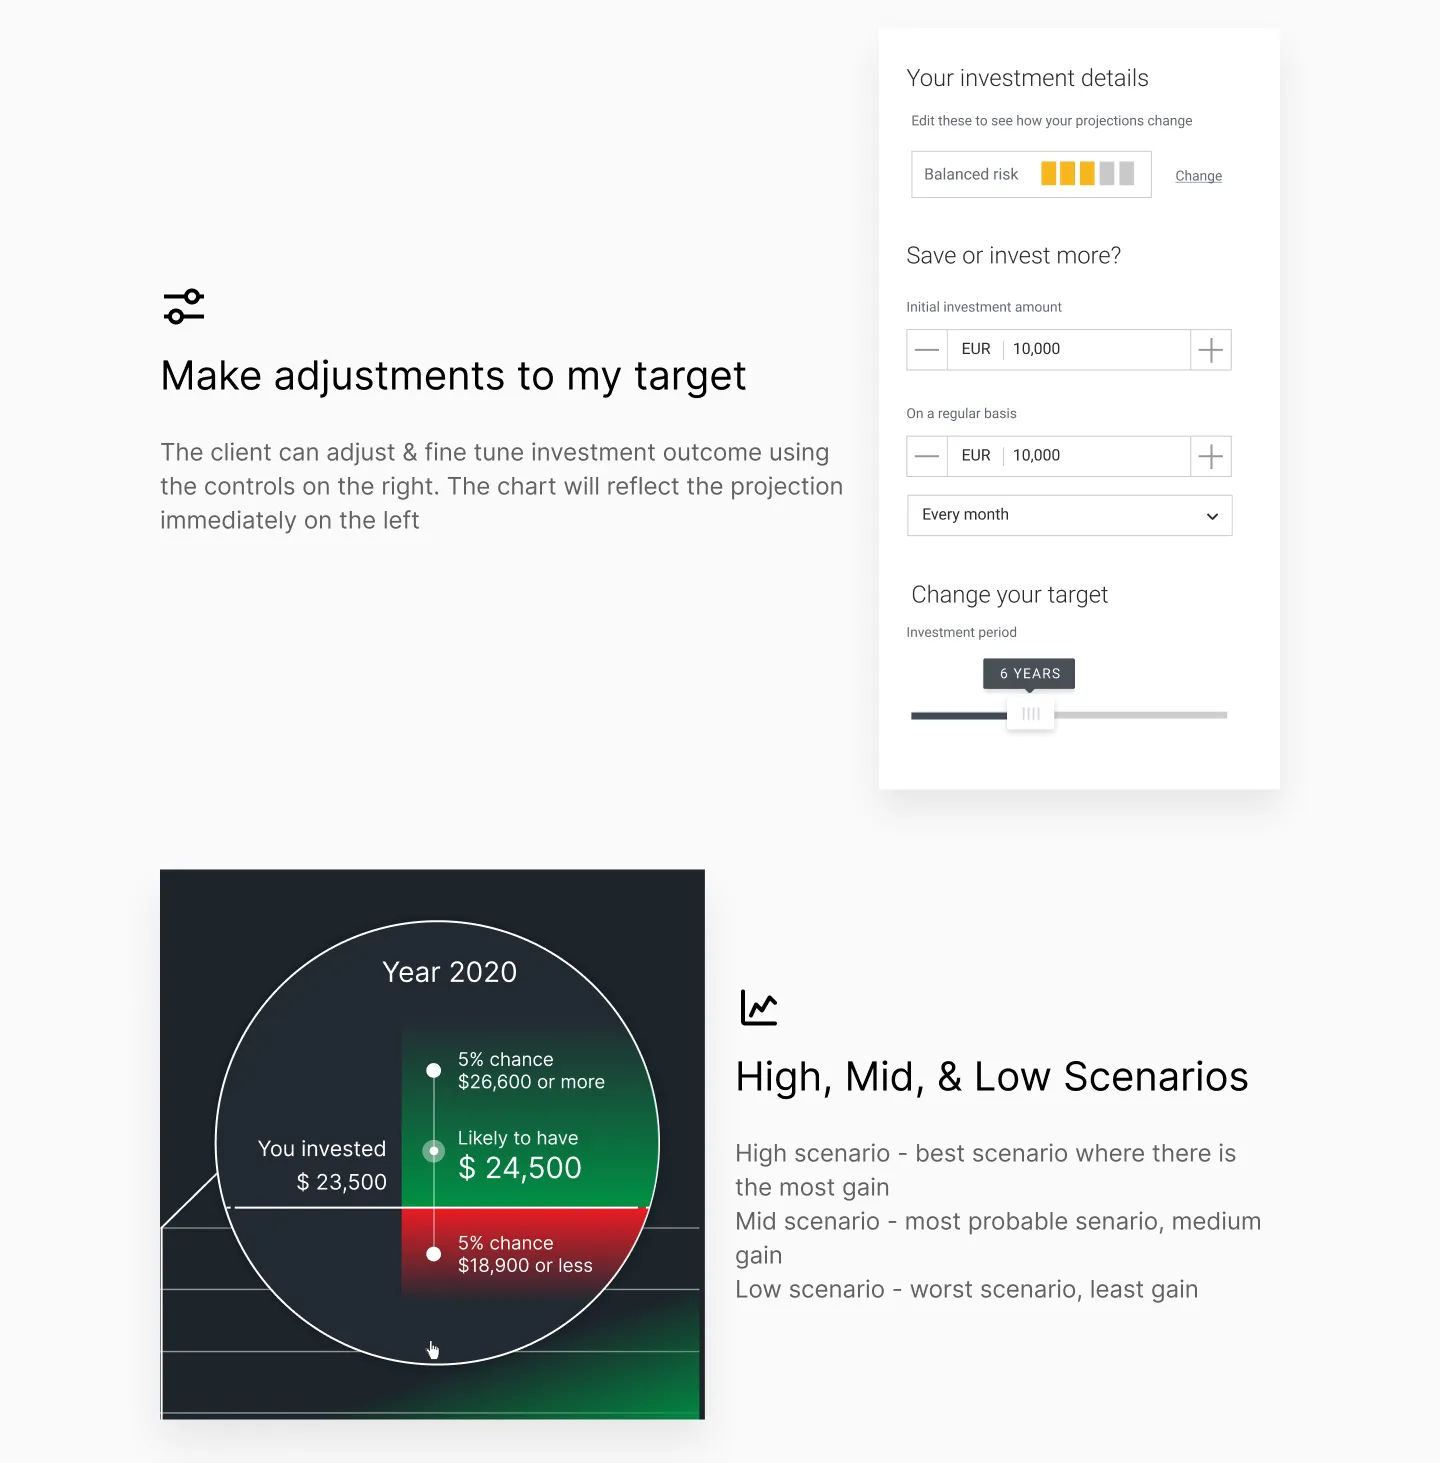 Your investment details
Edit these to see how your projections change
Balanced risk
Change
Save or invest more?
Initial investment amount
EUR 10,000
On a regular basis
EUR 10,000
Every month
Change your target
Investment period
6 YEARS
Make adjustments to my target
The client can adjust & fine tune investment outcome using
the controls on the right. The chart will reflect the projection
immediately on the left
Year 2020
5% chance
$26,600 or more
You invested
$ 23,500
Likely to have
$ 24,500
5% chance
$18,900 or less
High, Mid, & Low Scenarios
High scenario - best scenario where there is
the most gain
Mid scenario - most probable senario, medium
gain
Low scenario - worst scenario, least gain